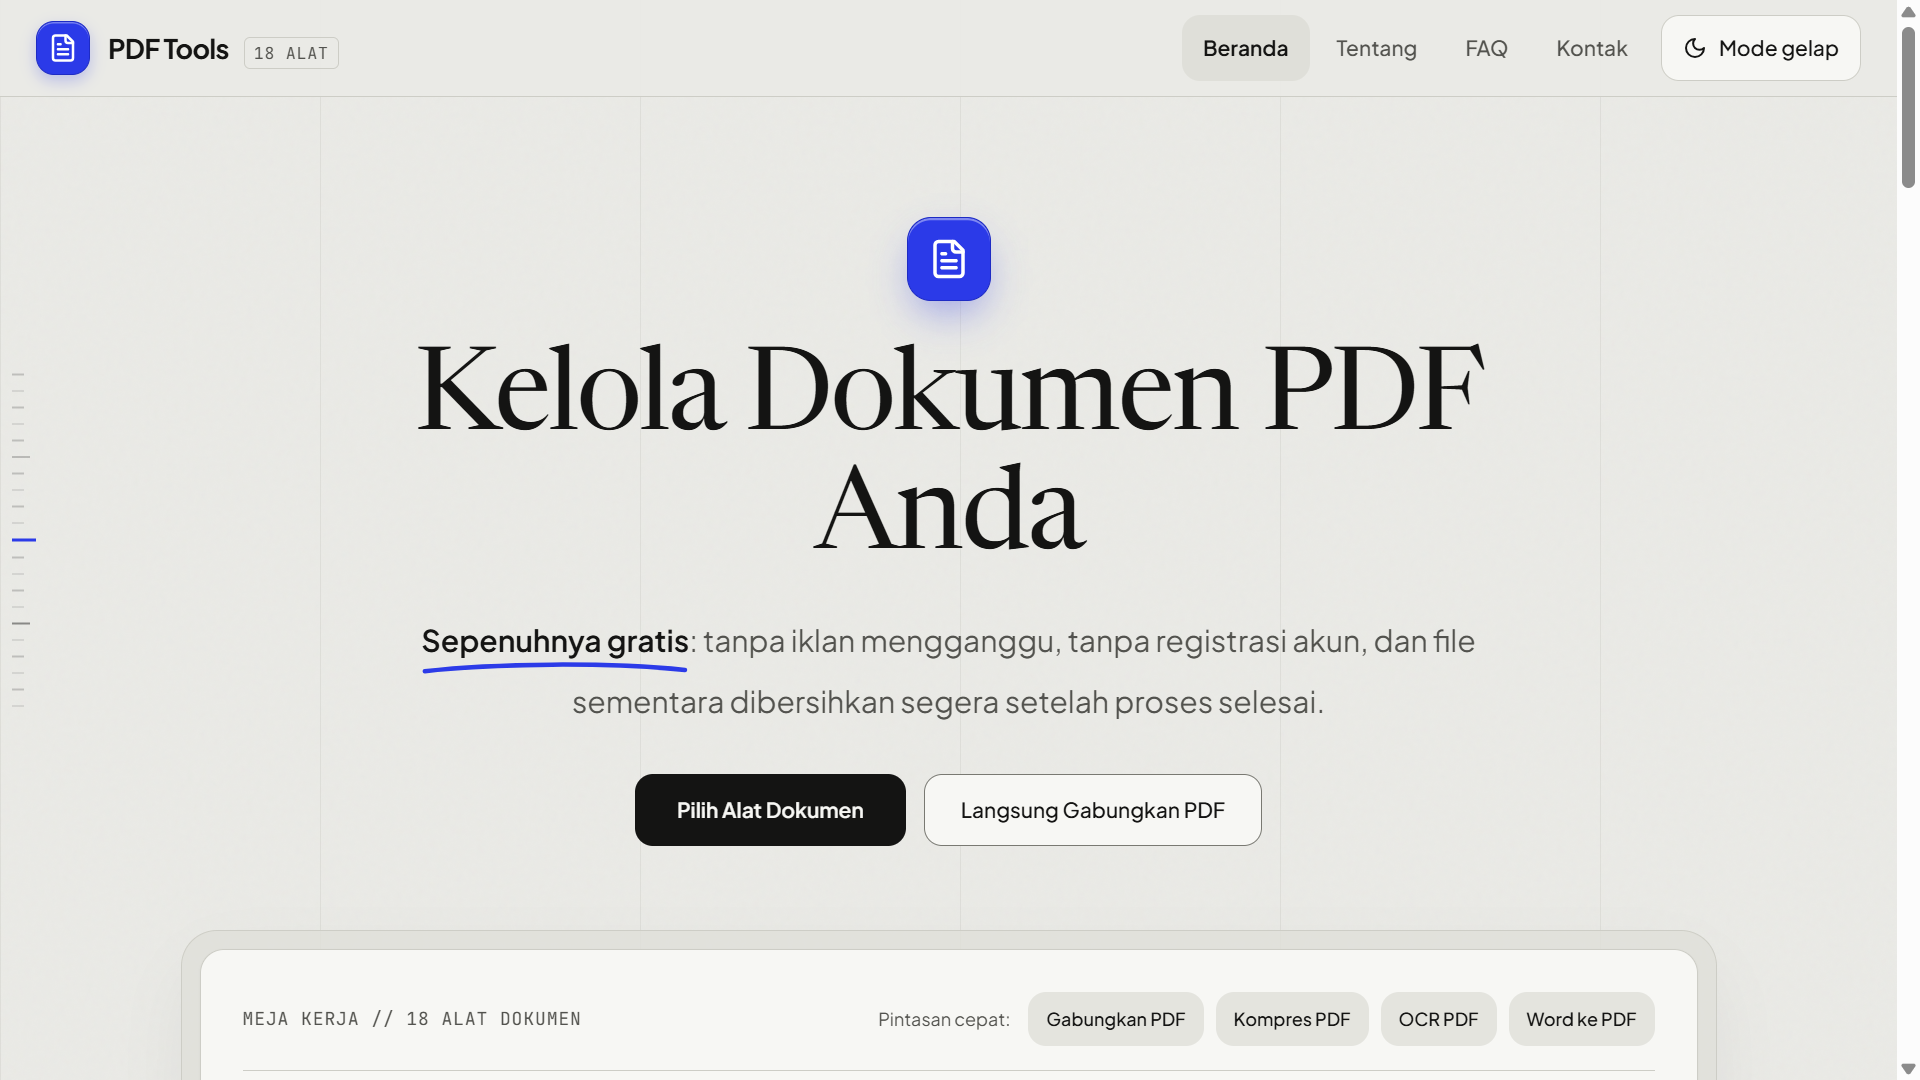 PDF Tools
18 ALAT
Beranda
Tentang
FAQ
Kontak
Mode gelap
Kelola Dokumen PDF
Anda
Sepenuhnya gratis: tanpa iklan mengganggu, tanpa registrasi akun, dan file
sementara dibersihkan segera setelah proses selesai.
Pilih Alat Dokumen
Langsung Gabungkan PDF
MEJA KERJA // 18 ALAT DOKUMEN
Pintasan cepat:
Gabungkan PDF
Kompres PDF
OCR PDF
Word ke PDF